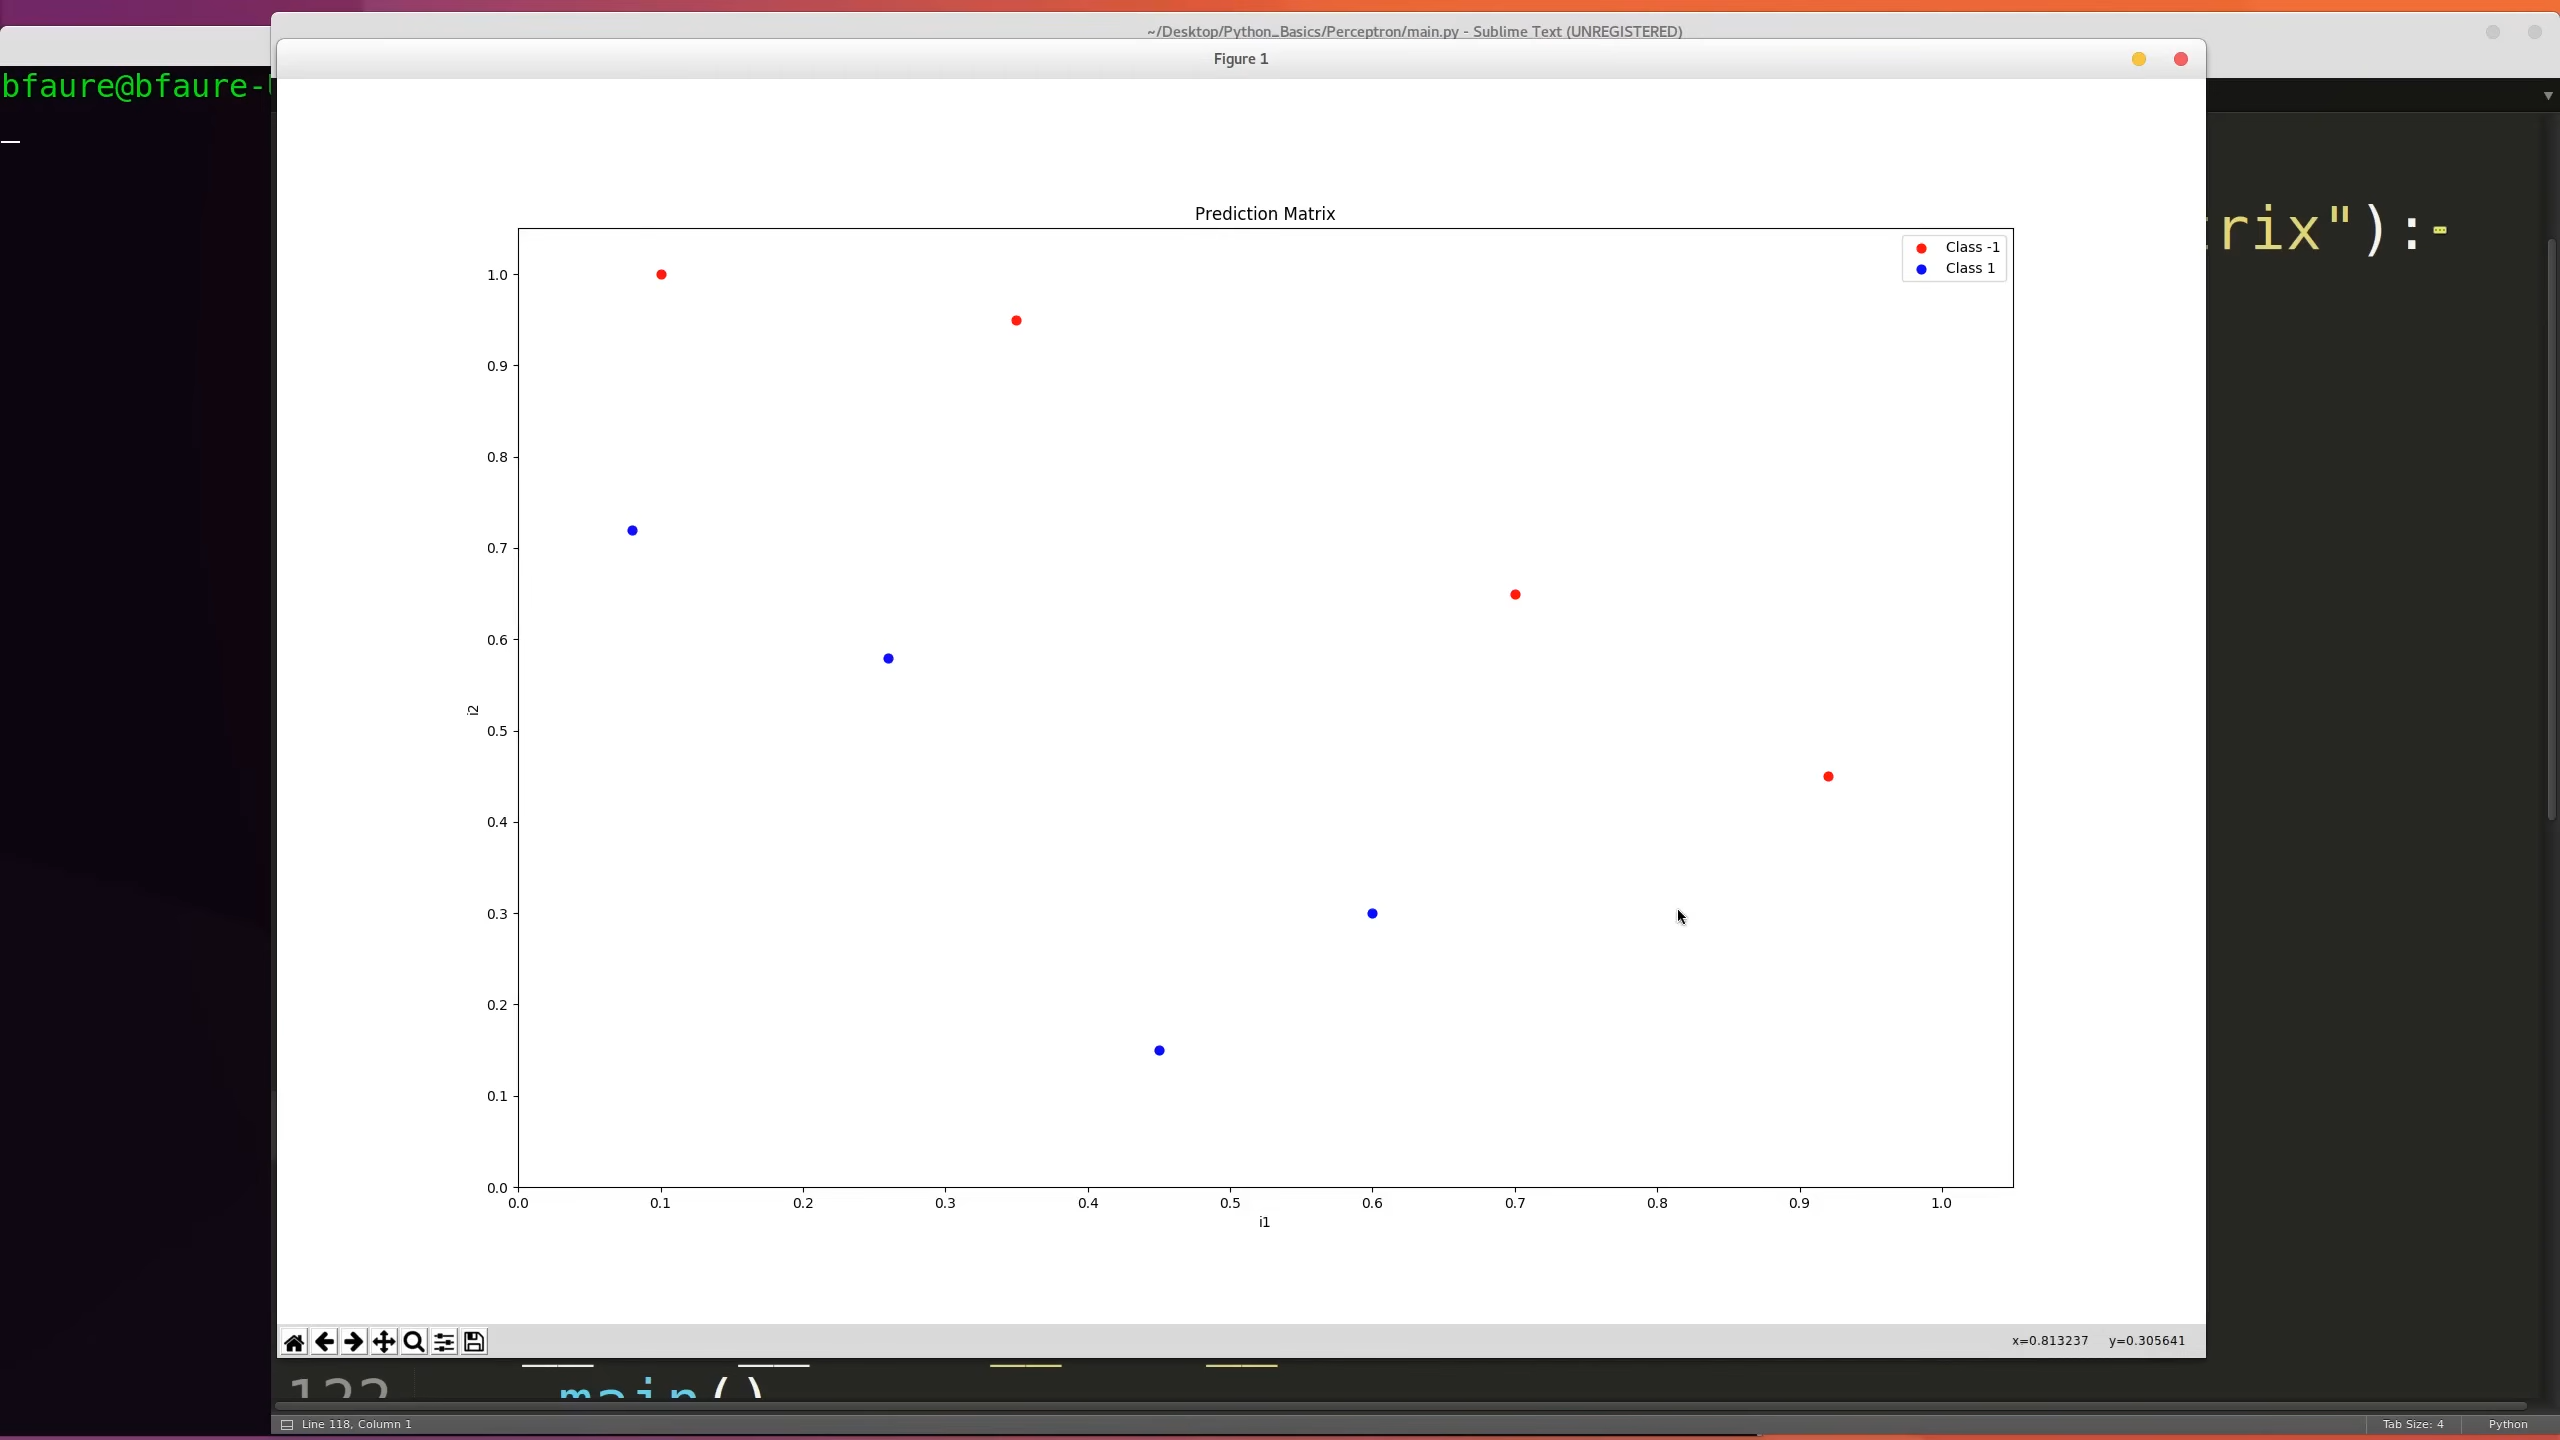 ~/Desktop/Python_Basics/Perceptron/main.py - Sublime Text (UNREGISTERED)
Figure 1
bfaure@bfaure-
Prediction Matrix
Class -1
Class 1
rix"):-
1.0
0.9
0.8
0.7
0.6
i2
0.5
0.4
0.3
0.2
0.1
0.0
0.0 0.1 0.2 0.3 0.4 0.5 0.6 0.7 0.8 0.9 1.0
i1
x=0.813237 y=0.305641
122 main()
Line 118, Column 1 Tab Size: 4 Python